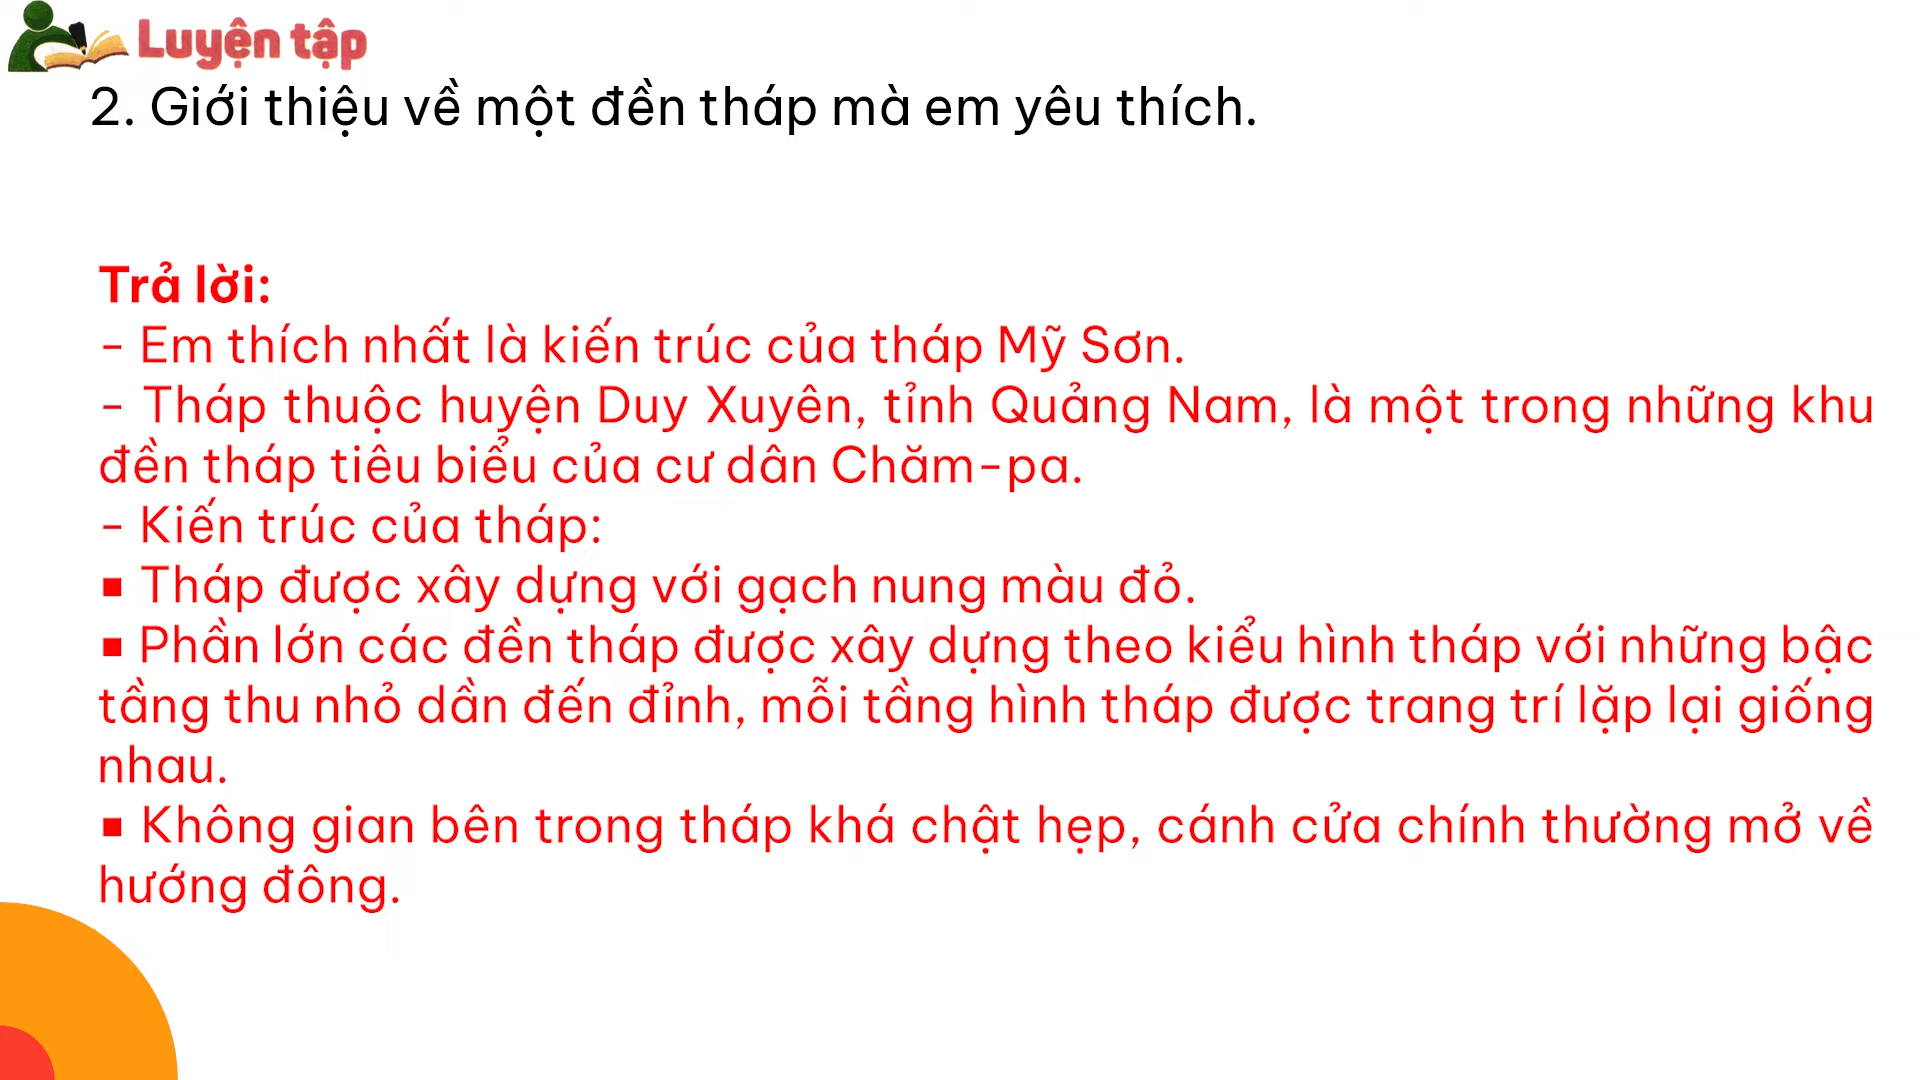 Luyện tập
2. Giới thiệu về một đền tháp mà em yêu thích.
Trả lời:
- Em thích nhất là kiến trúc của tháp Mỹ Sơn.
- Tháp thuộc huyện Duy Xuyên, tỉnh Quảng Nam, là một trong những khu
đền tháp tiêu biểu của cư dân Chăm-pa.
- Kiến trúc của tháp:
▪ Tháp được xây dựng với gạch nung màu đỏ.
▪ Phần lớn các đền tháp được xây dựng theo kiểu hình tháp với những bậc
tầng thu nhỏ dần đến đỉnh, mỗi tầng hình tháp được trang trí lặp lại giống
nhau.
▪ Không gian bên trong tháp khá chật hẹp, cánh cửa chính thường mở về
hướng đông.